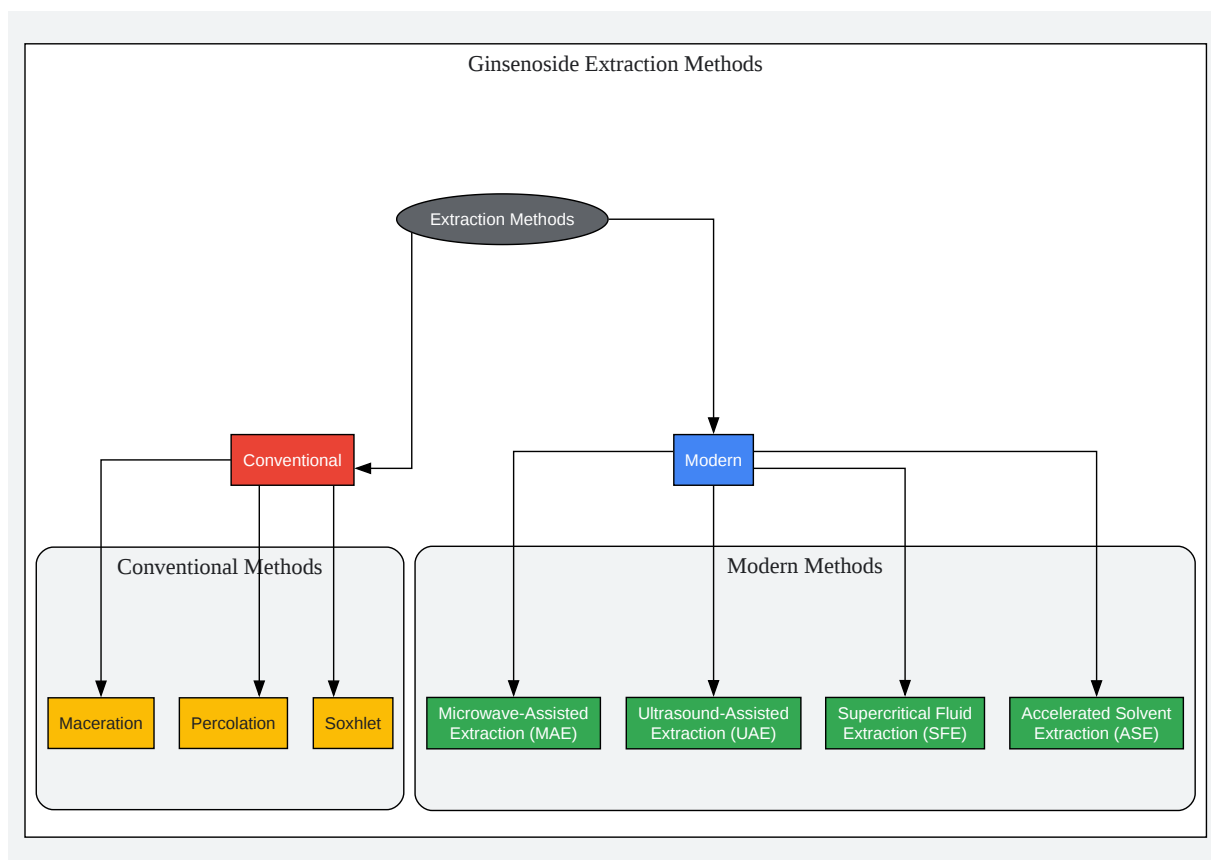 Ginsenoside Extraction Methods
Extraction Methods
Conventional
Modern
Conventional Methods
Modern Methods
Maceration
Percolation
Soxhlet
Microwave-Assisted
Extraction (MAE)
Ultrasound-Assisted
Extraction (UAE)
Supercritical Fluid
Extraction (SFE)
Accelerated Solvent
Extraction (ASE)